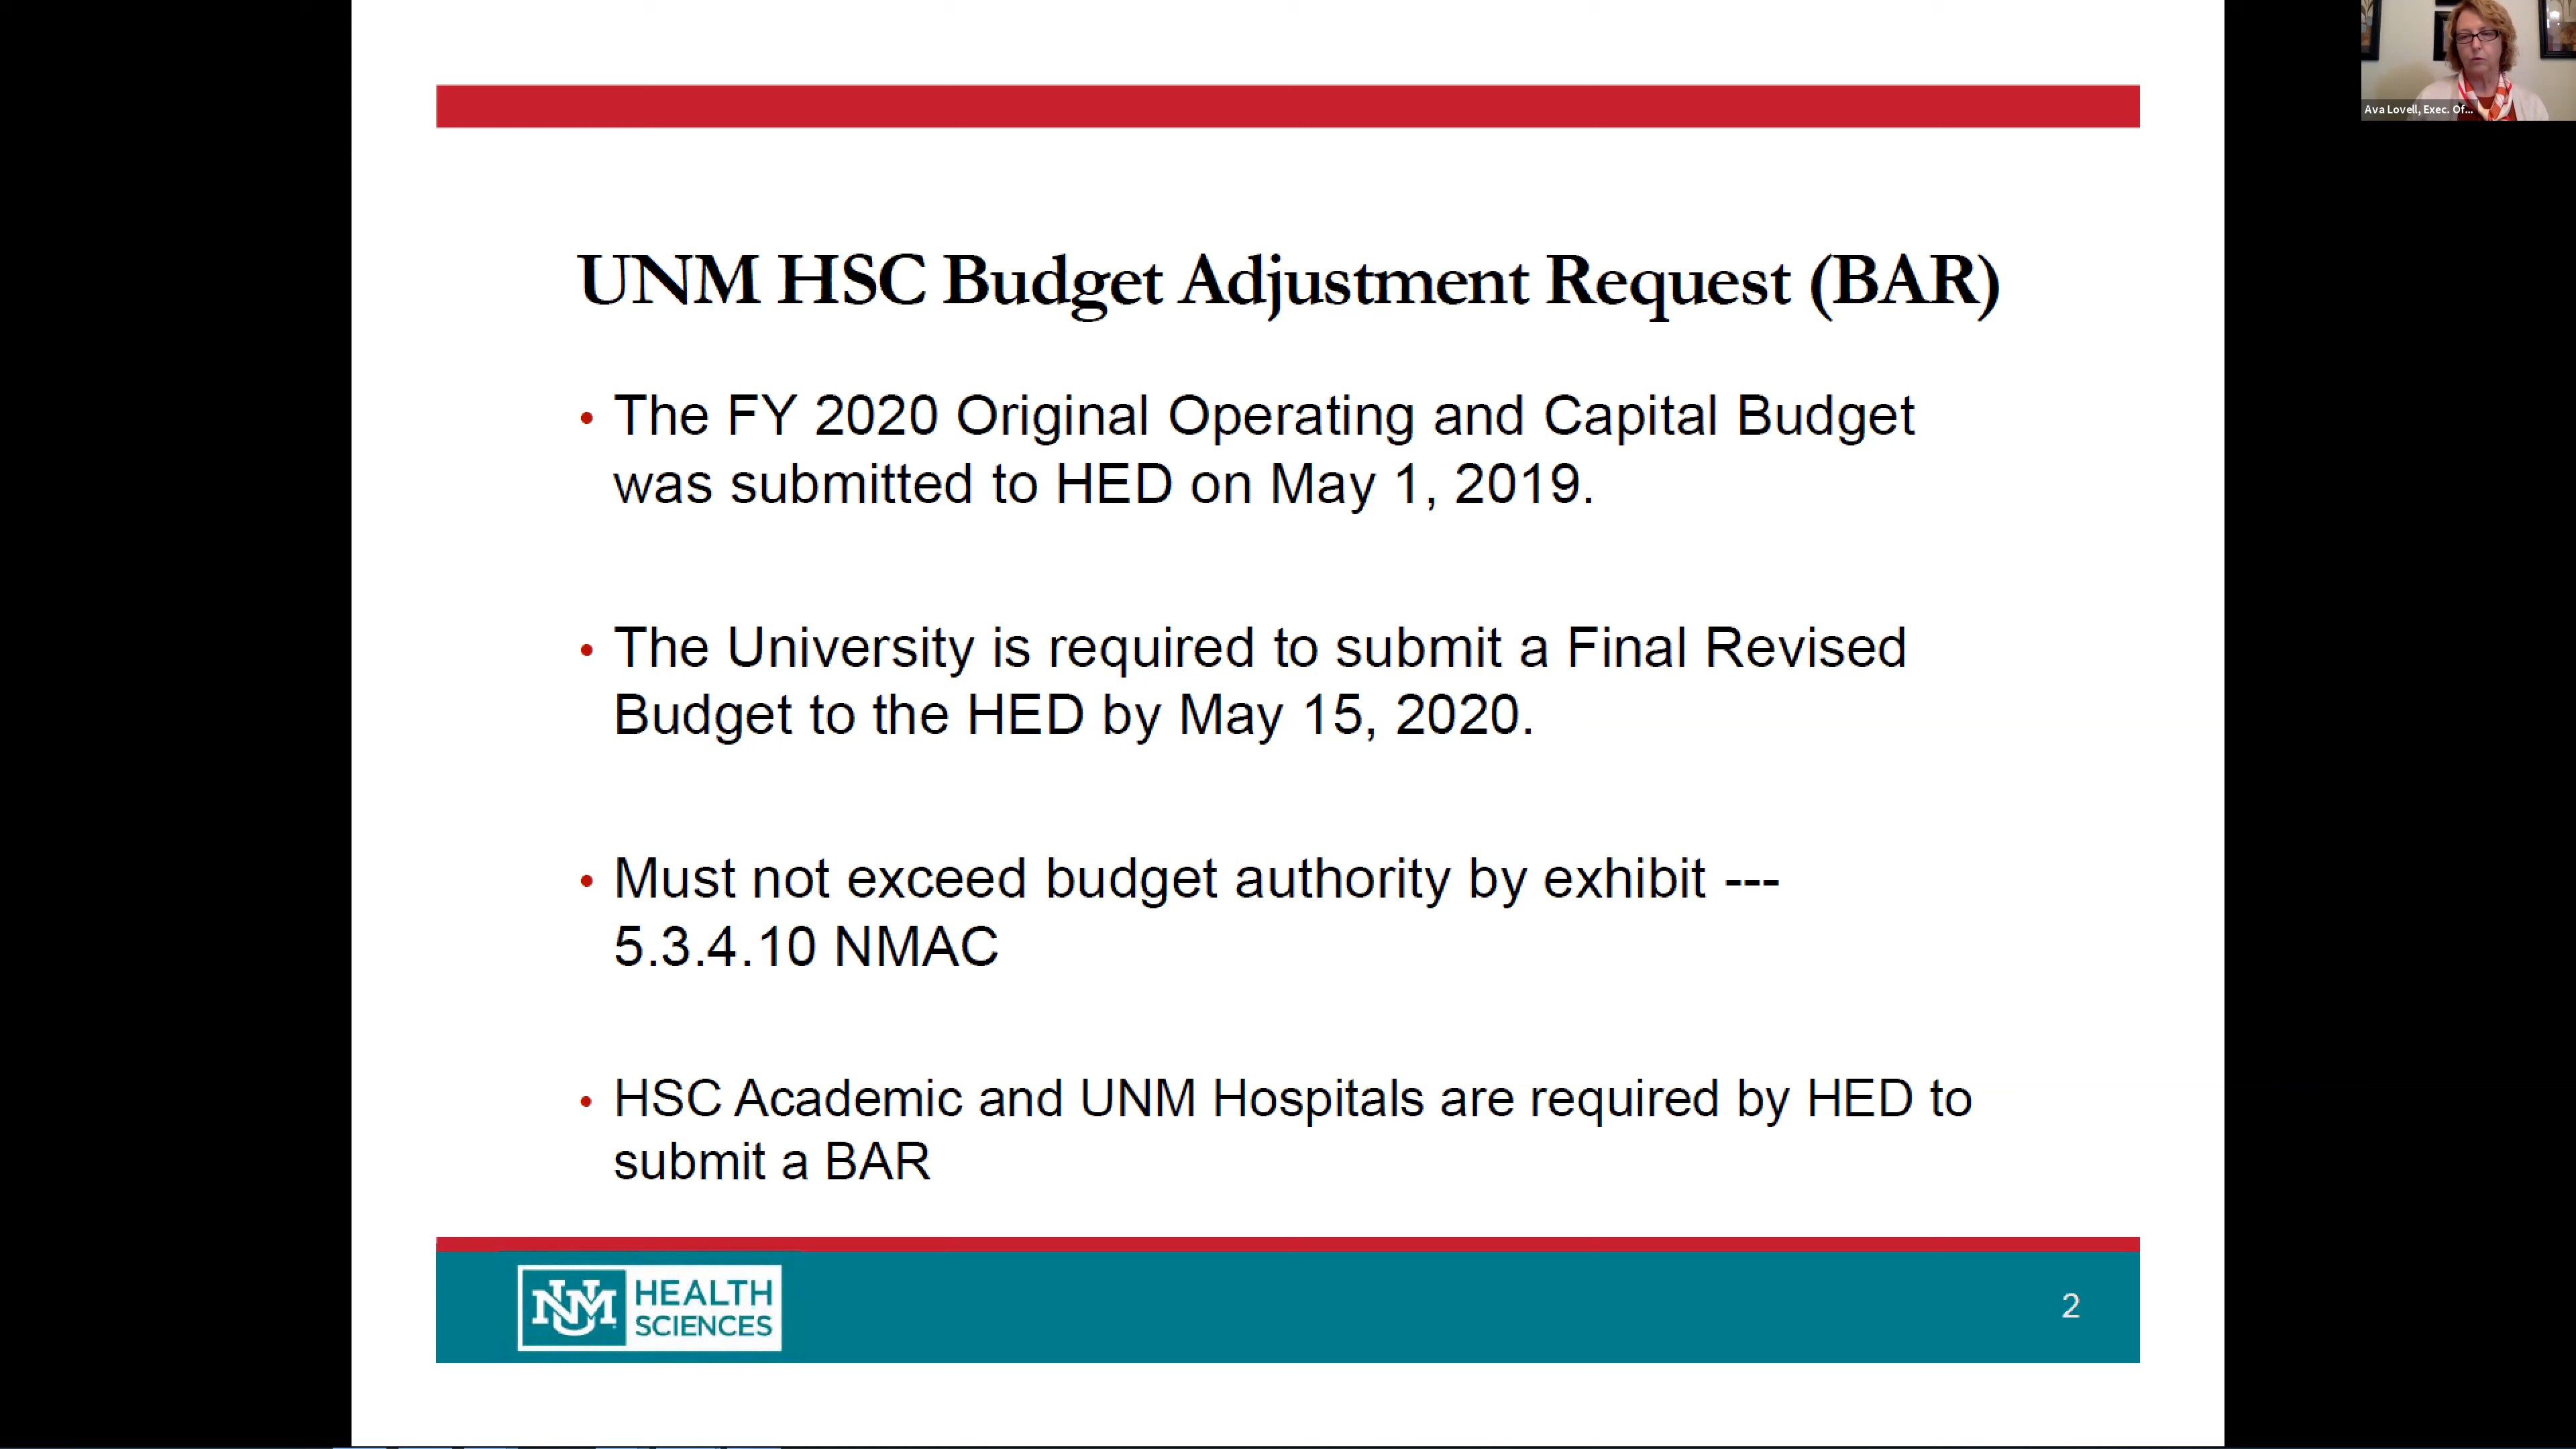 Ava Lovell, Exec. Of...
UNM HSC Budget Adjustment Request (BAR)
• The FY 2020 Original Operating and Capital Budget
was submitted to HED on May 1, 2019.
• The University is required to submit a Final Revised
Budget to the HED by May 15, 2020.
• Must not exceed budget authority by exhibit ---
5.3.4.10 NMAC
• HSC Academic and UNM Hospitals are required by HED to
submit a BAR
UNM HEALTH
SCIENCES
2